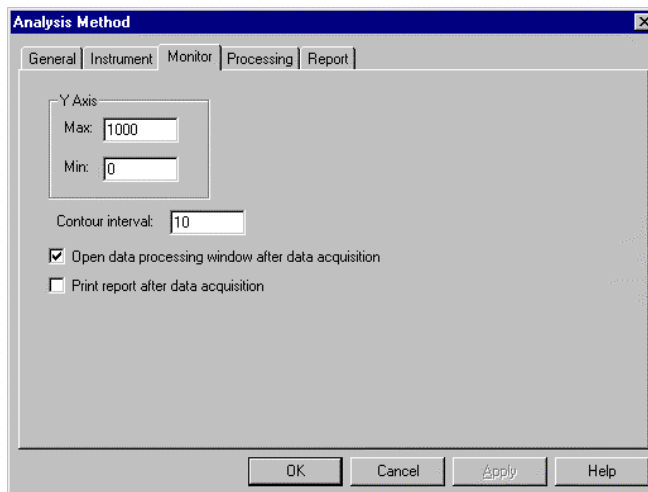 Analysis Method
General Instrument Monitor Processing Report
Y Axis
Max: 1000
Min: 0
Contour interval: 10
Open data processing window after data acquisition
Print report after data acquisition
OK Cancel Apply Help